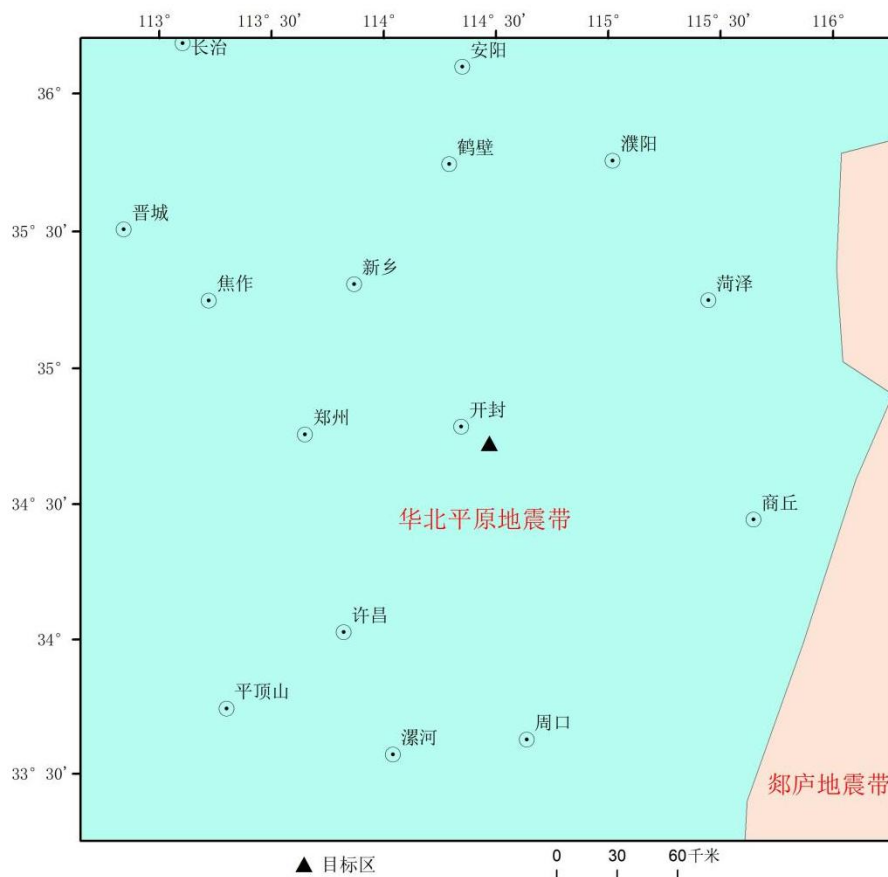 113° 113° 30' 114° 114° 30' 115° 115° 30' 116°
长治
安阳
36°
鹤壁
濮阳
晋城
35° 30'
新乡
焦作
菏泽
35°
开封
郑州
34° 30'
商丘
华北平原地震带
许昌
34°
平顶山
周口
漯河
33° 30'
郯庐地震带
目标区
0 30 60千米